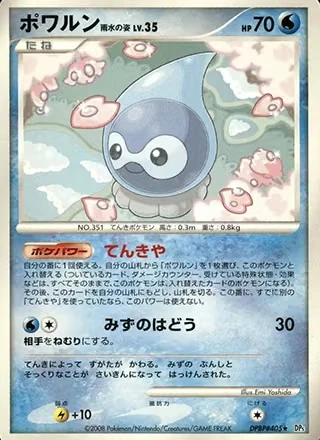 ポワルン 雨水の姿 LV.35 HP 70
たね
NO.351 てんきポケモン 高さ：0.3m 重さ：0.8kg
Illus.Emi Yoshida
ポケパワー てんきや
自分の番に1回使える。自分の山札から「ポワルン」を1枚選び、このポケモンと
入れ替える（ついているカード、ダメージカウンター、受けている特殊状態・効果
などは、すべてそのままで、このポケモンは、入れ替えたカードのポケモンになる）。
その後、このカードを自分の山札にもどし、山札を切る。この番に、すでに別の
「てんきや」を使っていたなら、このパワーは使えない。
みずのはどう 30
相手をねむりにする。
てんきによって すがたが かわる。 みずの ぶんしと
そっくりなことが さいきんになって はっけんされた。
弱点 抵抗力 にげる
+10
©2008 Pokémon/Nintendo/Creatures/GAME FREAK DPBP#405★ DPt